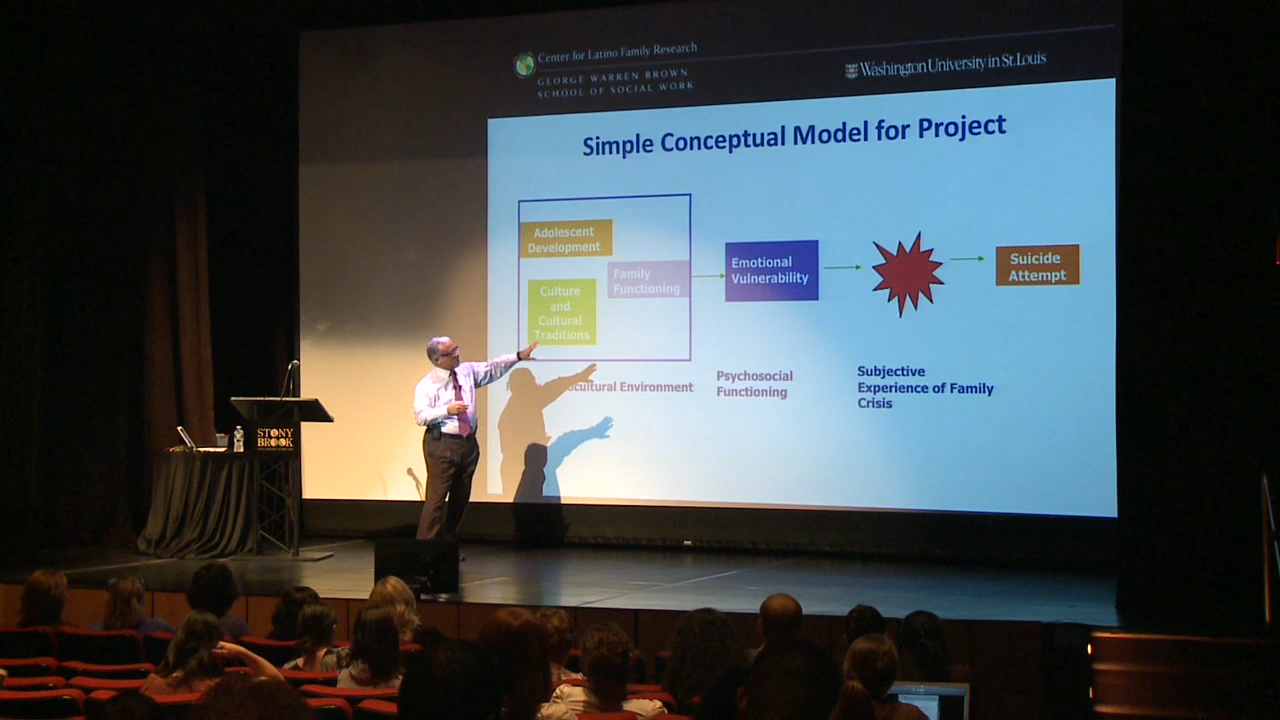 Center for Latino Family Research
GEORGE WARREN BROWN
SCHOOL OF SOCIAL WORK
Washington University in St. Louis
Simple Conceptual Model for Project
Adolescent
Development
Family
Functioning
Culture
and
Cultural
Traditions
Emotional
Vulnerability
Suicide
Attempt
Environment
Psychosocial
Functioning
Subjective
Experience of Family
Crisis
STONY
BROOK